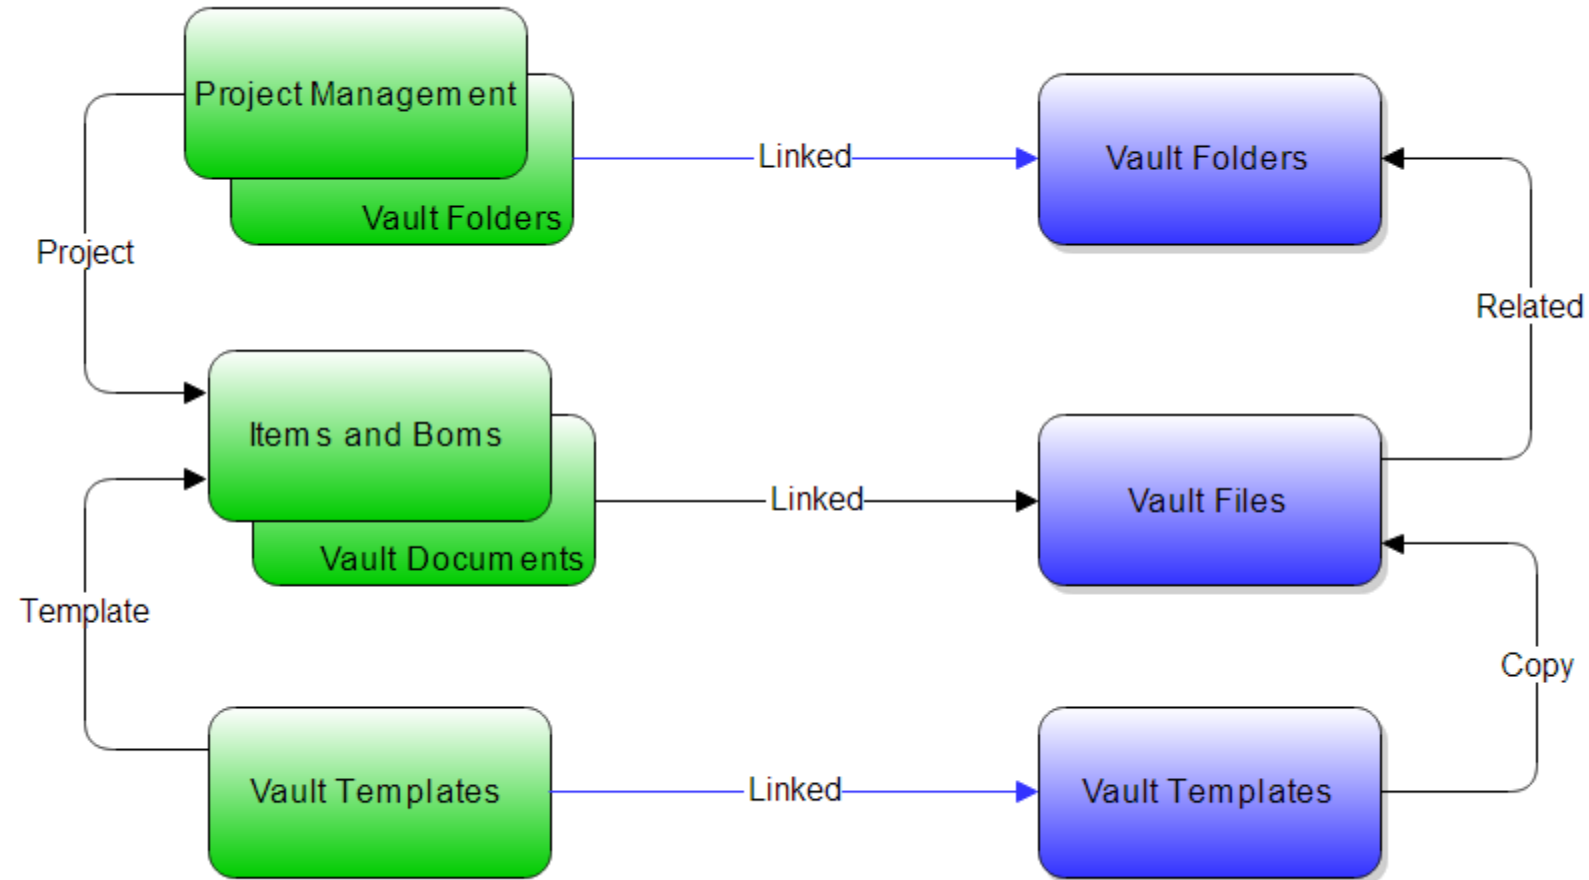 Project Management
Vault Folders
Linked
Vault Folders
Project
Related
Items and Boms
Vault Documents
Linked
Vault Files
Template
Copy
Vault Templates
Linked
Vault Templates